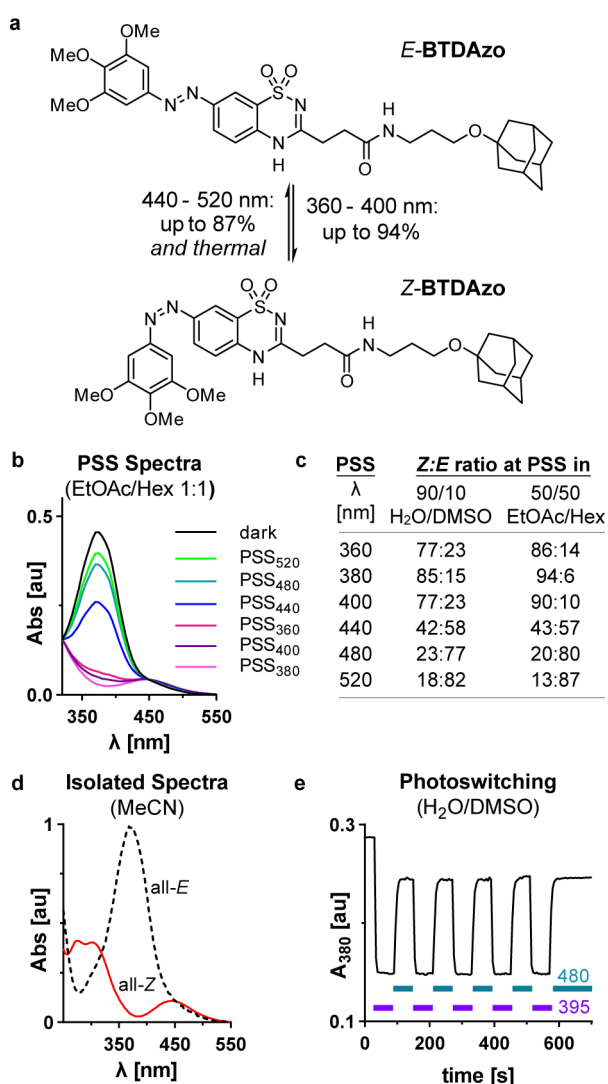 a
OMe
MeO
MeO
N
N
O O
S
N
N
H
O
H
N
O
E-BTDAzo
440 - 520 nm:
up to 87%
and thermal
360 - 400 nm:
up to 94%
Z-BTDAzo
N
N
O O
S
N
N
H
O
H
N
O
MeO
OMe
OMe
b
PSS Spectra
(EtOAc/Hex 1:1)
0.5
0.0
Abs [au]
350
450
550
λ [nm]
dark
PSS520
PSS480
PSS440
PSS360
PSS400
PSS380
c
PSS Z:E ratio at PSS in
λ 90/10 50/50
[nm] H2O/DMSO EtOAc/Hex
360 77:23 86:14
380 85:15 94:6
400 77:23 90:10
440 42:58 43:57
480 23:77 20:80
520 18:82 13:87
d
Isolated Spectra
(MeCN)
1
0
Abs [au]
all-E
all-Z
350
450
550
λ [nm]
e
Photoswitching
(H2O/DMSO)
0.3
0.1
A380 [au]
480
395
0
200
400
600
time [s]